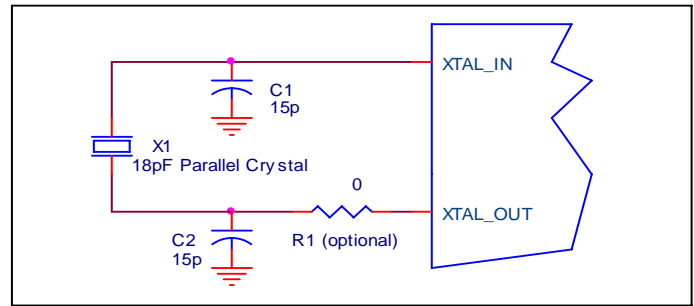 XTAL_IN
C1
15p
X1
18pF Parallel Crystal
0
XTAL_OUT
R1 (optional)
C2
15p